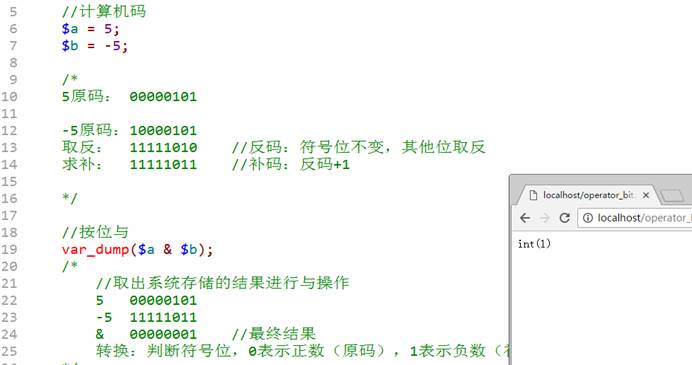 5 //计算机码
6 $a = 5;
7 $b = -5;
8
9 /*
10 5原码： 00000101
11
12 -5原码：10000101
13 取反： 11111010 //反码：符号位不变，其他位取反
14 求补： 11111011 //补码：反码+1
15
16 */
17
18 //按位与
19 var_dump($a & $b);
20 /*
21 //取出系统存储的结果进行与操作
22 5 00000101
23 -5 11111011
24 & 00000001 //最终结果
25 转换：判断符号位，0表示正数（原码），1表示负数（
localhost/operator_bit.
localhost/operator_
int(1)